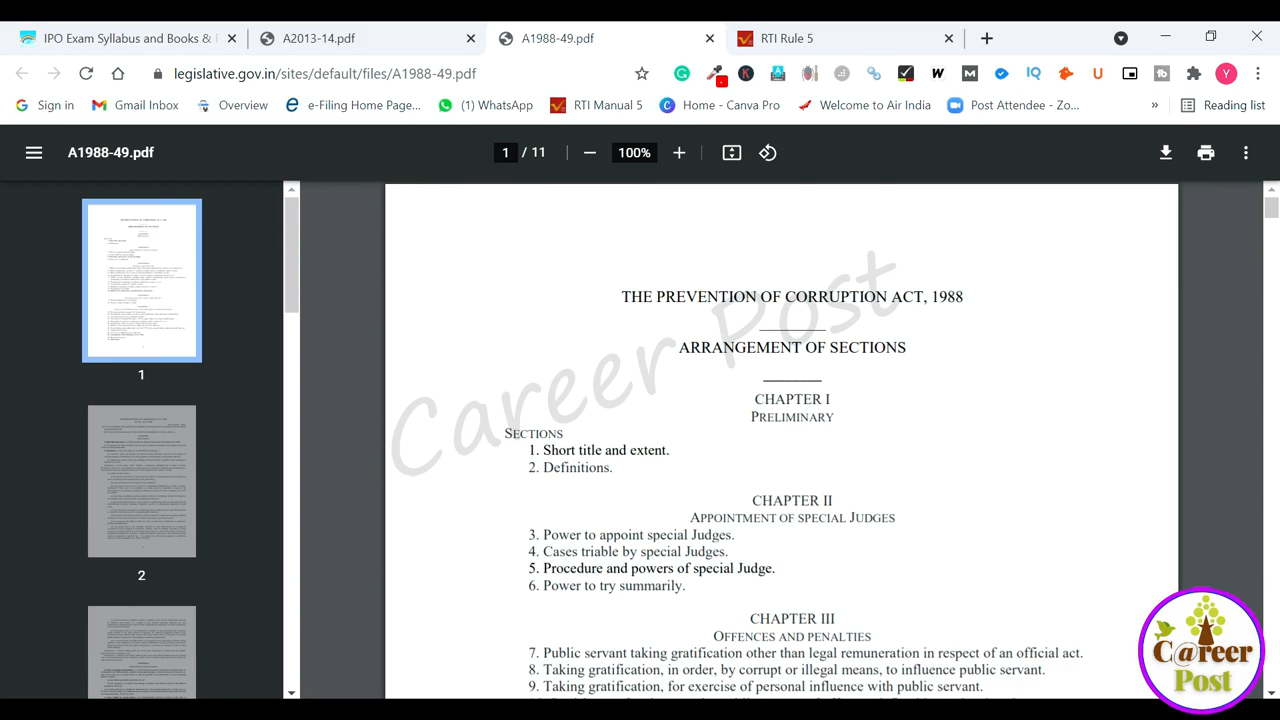 IPO Exam Syllabus and Books &
A2013-14.pdf
A1988-49.pdf
RTI Rule 5
legislative.gov.in/sites/default/files/A1988-49.pdf
Sign in
Gmail Inbox
Overview
e-Filing Home Page...
(1) WhatsApp
RTI Manual 5
Home - Canva Pro
Welcome to Air India
Post Attendee - Zo...
»
Reading list
A1988-49.pdf
1 / 11
100%
1
2
Career Post
THE PREVENTION OF CORRUPTION ACT, 1988
ARRANGEMENT OF SECTIONS
CHAPTER I
PRELIMINARY
SECTIONS
1. Short title and extent.
2. Definitions.
CHAPTER
APPOINTMENT OF SPECIAL JUDGES
3. Power to appoint special Judges.
4. Cases triable by special Judges.
5. Procedure and powers of special Judge.
6. Power to try summarily.
CHAPTER III
OFFENCES AND PENALTIES
7. Public servant taking gratification other than legal remuneration in respect of an official act.
8. Taking gratification, in order, by corrupt or illegal means, to influence public servant.
9. Taking gratification, for exercise of personal influence with public servant.
C@reer
Post